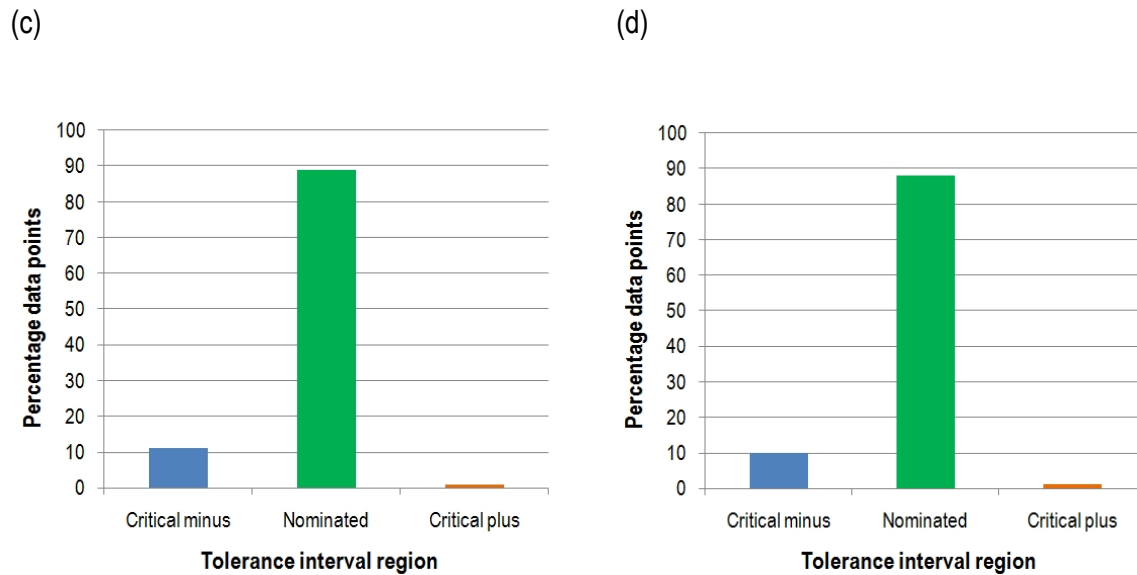 (c)
(d)
100
90
80
70
60
50
40
30
20
10
0
Percentage data points
Critical minus
Nominated
Critical plus
Tolerance interval region
100
90
80
70
60
50
40
30
20
10
0
Percentage data points
Critical minus
Nominated
Critical plus
Tolerance interval region